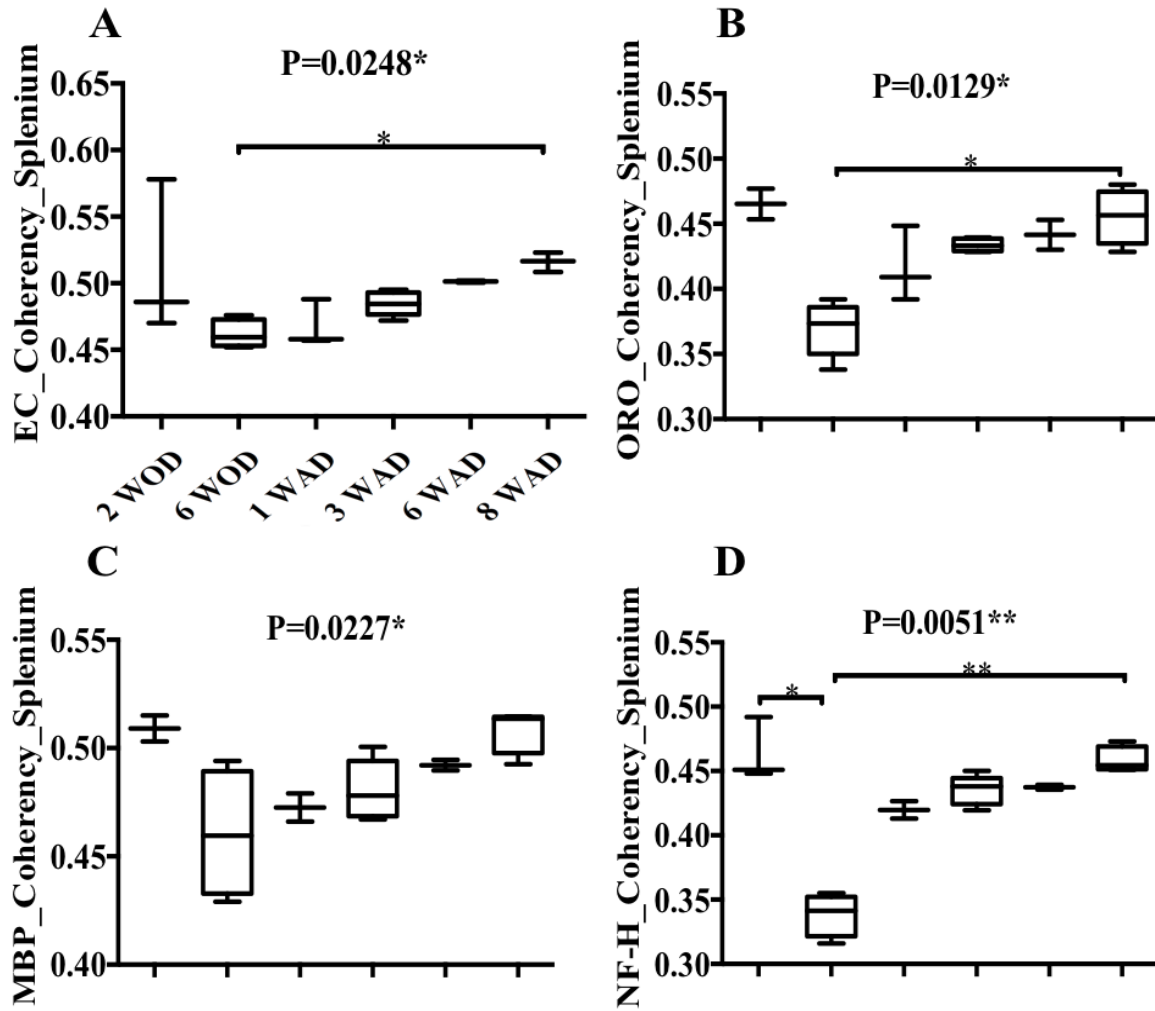 A
P=0.0248*
EC_Coherency_Splenium
0.65
0.60
0.55
0.50
0.45
0.40
*
2 WOD
6 WOD
1 WAD
3 WAD
6 WAD
8 WAD
B
P=0.0129*
ORO_Coherency_Splenium
0.55
0.50
0.45
0.40
0.35
0.30
*
C
P=0.0227*
MBP_Coherency_Splenium
0.55
0.50
0.45
0.40
D
P=0.0051**
NF-H_Coherency_Splenium
0.55
0.50
0.45
0.40
0.35
0.30
*
**